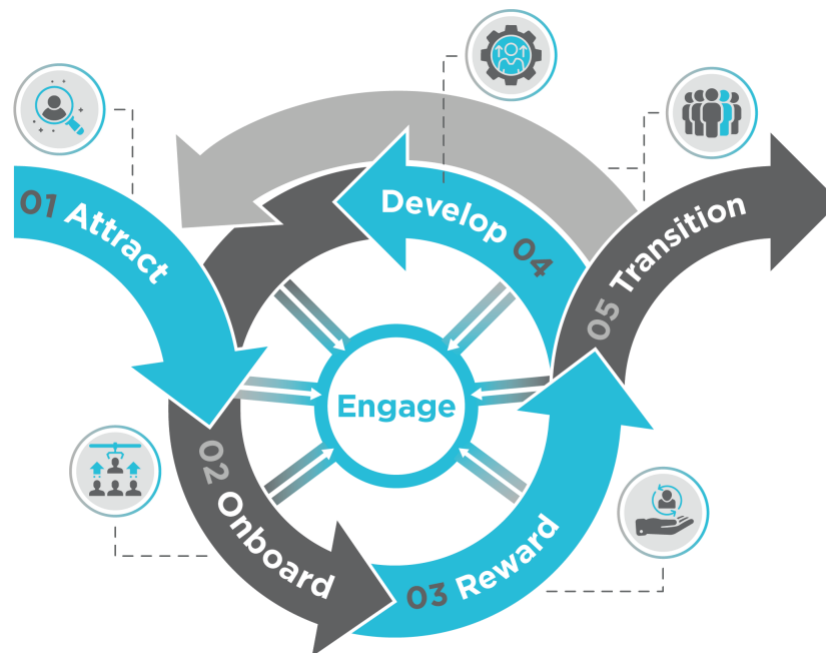 01 Attract
02 Onboard
03 Reward
Develop 04
05 Transition
Engage